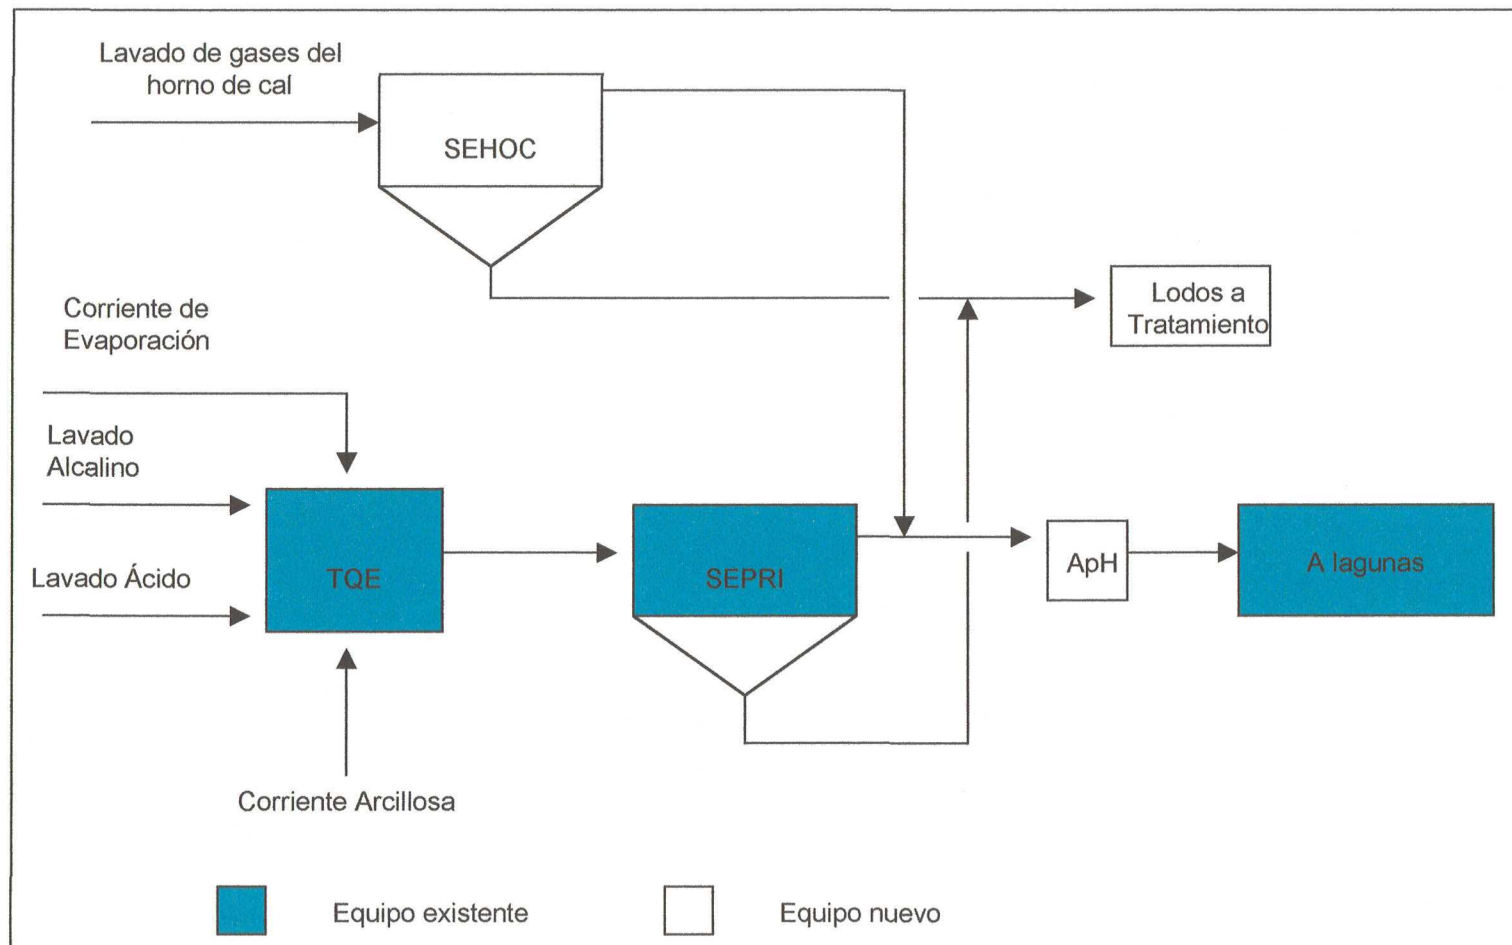 Lavado de gases del
horno de cal
SEHOC
Corriente de
Evaporación
Lodos a
Tratamiento
Lavado
Alcalino
Lavado Ácido
TQE
SEPRI
ApH
A lagunas
Corriente Arcillosa
Equipo existente
Equipo nuevo